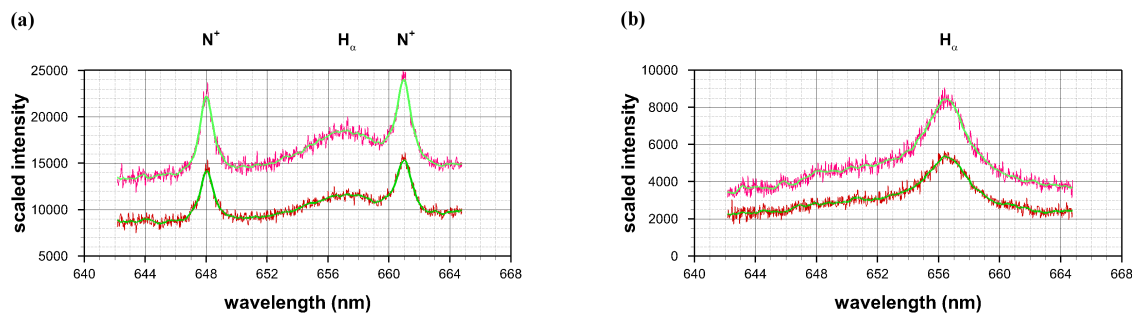 (a)
N⁺ Hα N⁺
25000
20000
15000
10000
5000
scaled intensity
640 644 648 652 656 660 664 668
wavelength (nm)
(b)
Hα
10000
8000
6000
4000
2000
0
scaled intensity
640 644 648 652 656 660 664 668
wavelength (nm)